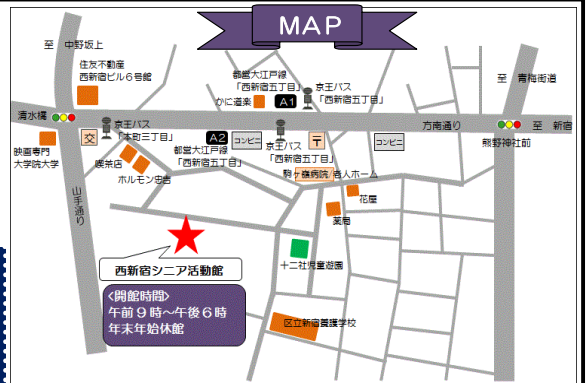 MAP
至 中野坂上
住友不動産
西新宿ビル６号館
都営大江戸線
「西新宿五丁目」
かに道楽
A1
京王バス
「西新宿五丁目」
至 青梅街道
清水橋
京王バス
「本町三丁目」
交
A2
コンビニ
〒
コンビニ
方南通り
至 新宿
熊野神社前
映画専門
大学院大学
喫茶店
ホルモン忠吉
都営大江戸線
「西新宿五丁目」
京王バス
「西新宿五丁目」
駒ヶ嶺病院/老人ホーム
花屋
薬局
山手通り
西新宿シニア活動館
十二社児童遊園
<開館時間>
午前９時～午後６時
年末年始休館
区立新宿養護学校